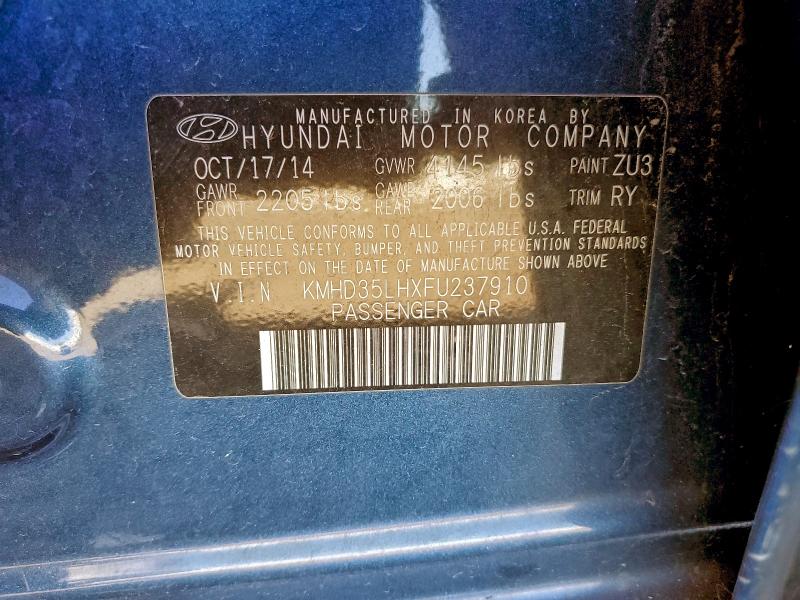 MANUFACTURED IN KOREA BY
HYUNDAI MOTOR COMPANY
OCT/17/14 GVWR 4145 lbs PAINT ZU3
GAWR FRONT 2205 lbs GAWR REAR 2006 lbs TRIM RY
THIS VEHICLE CONFORMS TO ALL APPLICABLE U.S.A. FEDERAL
MOTOR VEHICLE SAFETY, BUMPER, AND THEFT PREVENTION STANDARDS
IN EFFECT ON THE DATE OF MANUFACTURE SHOWN ABOVE
V.I.N KMHD35LHXFU237910
PASSENGER CAR